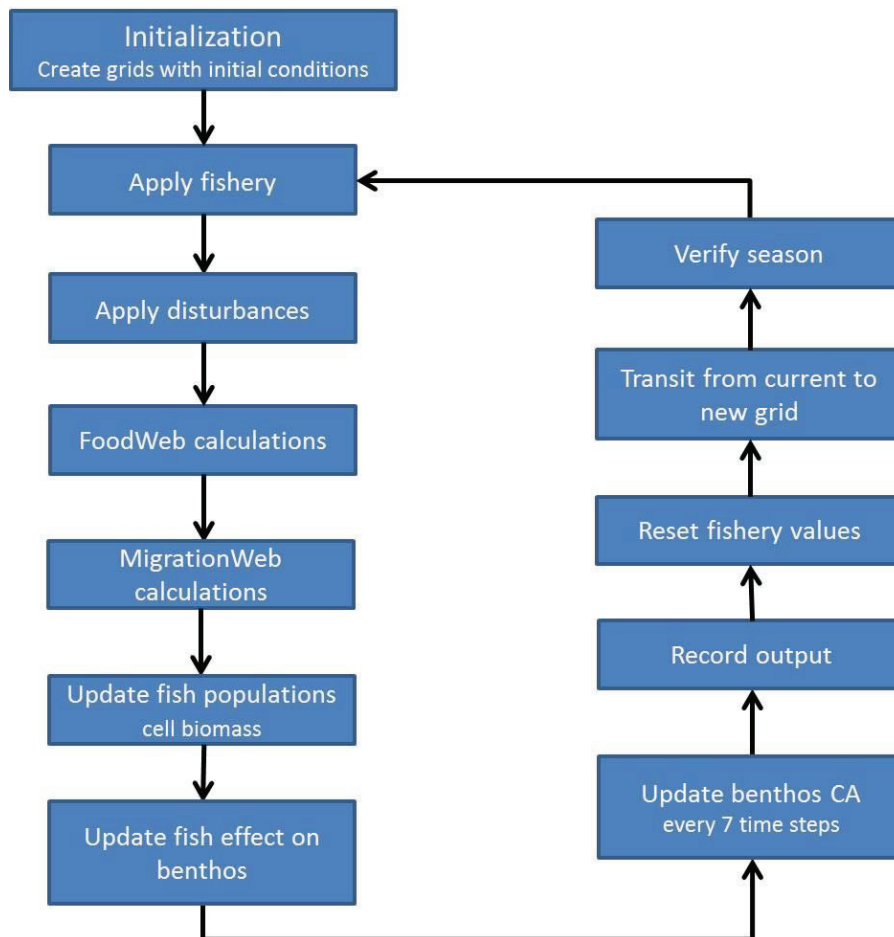 Initialization
Create grids with initial conditions
Apply fishery
Apply disturbances
FoodWeb calculations
MigrationWeb
calculations
Update fish populations
cell biomass
Update fish effect on
benthos
Update benthos CA
every 7 time steps
Record output
Reset fishery values
Transit from current to
new grid
Verify season